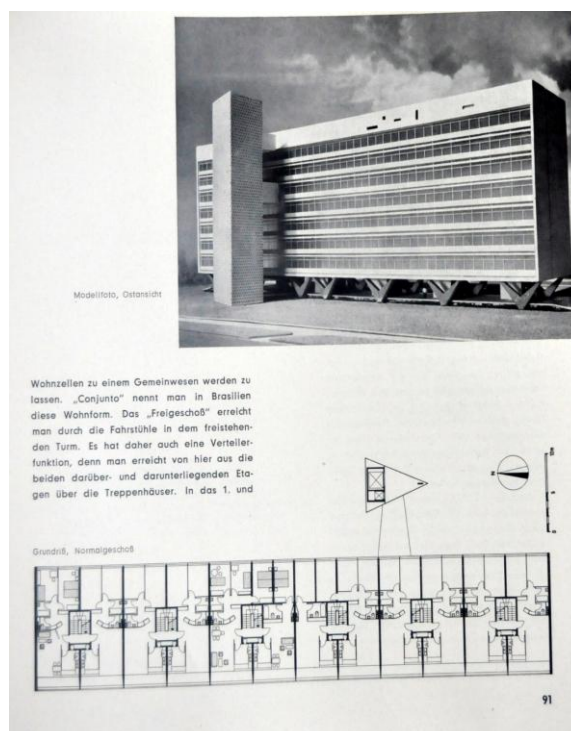 Modellfoto, Ostansicht
Wohnzellen zu einem Gemeinwesen werden zu
lassen. „Conjunto“ nennt man in Brasilien
diese Wohnform. Das „Freigeschoß“ erreicht
man durch die Fahrstühle in dem freistehen-
den Turm. Es hat daher auch eine Verteiler-
funktion, denn man erreicht von hier aus die
beiden darüber- und darunterliegenden Eta-
gen über die Treppenhäuser. In das 1. und
Grundriß, Normalgeschoß
91